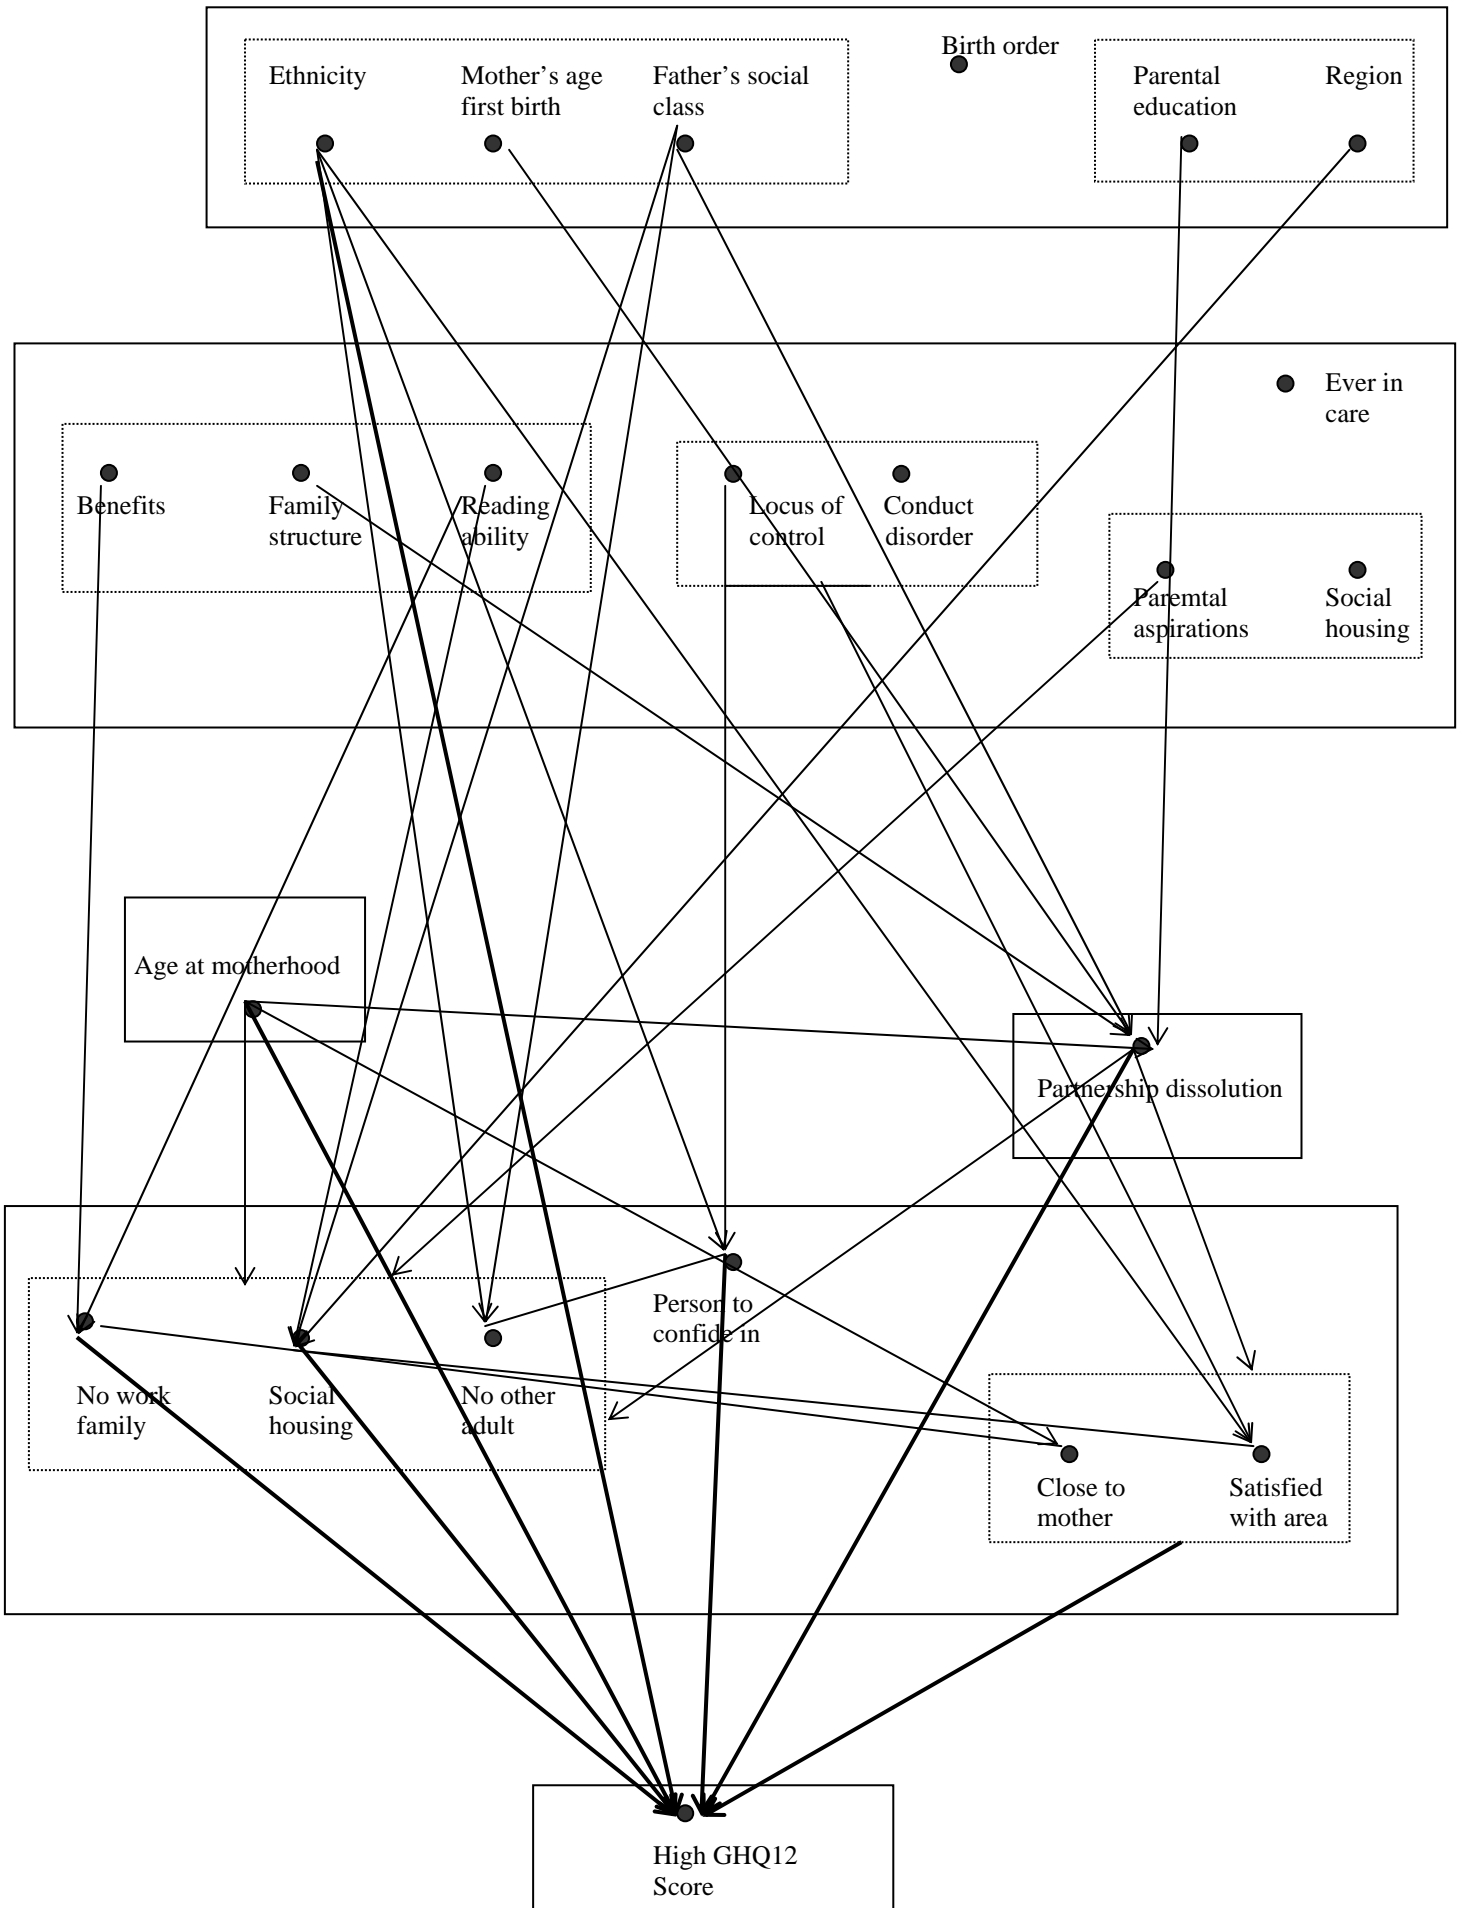 Birth order
Ethnicity
Mother's age
first birth
Father's social
class
Parental
education
Region
Ever in
care
Benefits
Family
structure
Reading
ability
Locus of
control
Conduct
disorder
Paremtal
aspirations
Social
housing
Age at motherhood
Partnership dissolution
Person to
confide in
No work
family
Social
housing
No other
adult
Close to
mother
Satisfied
with area
High GHQ12
Score